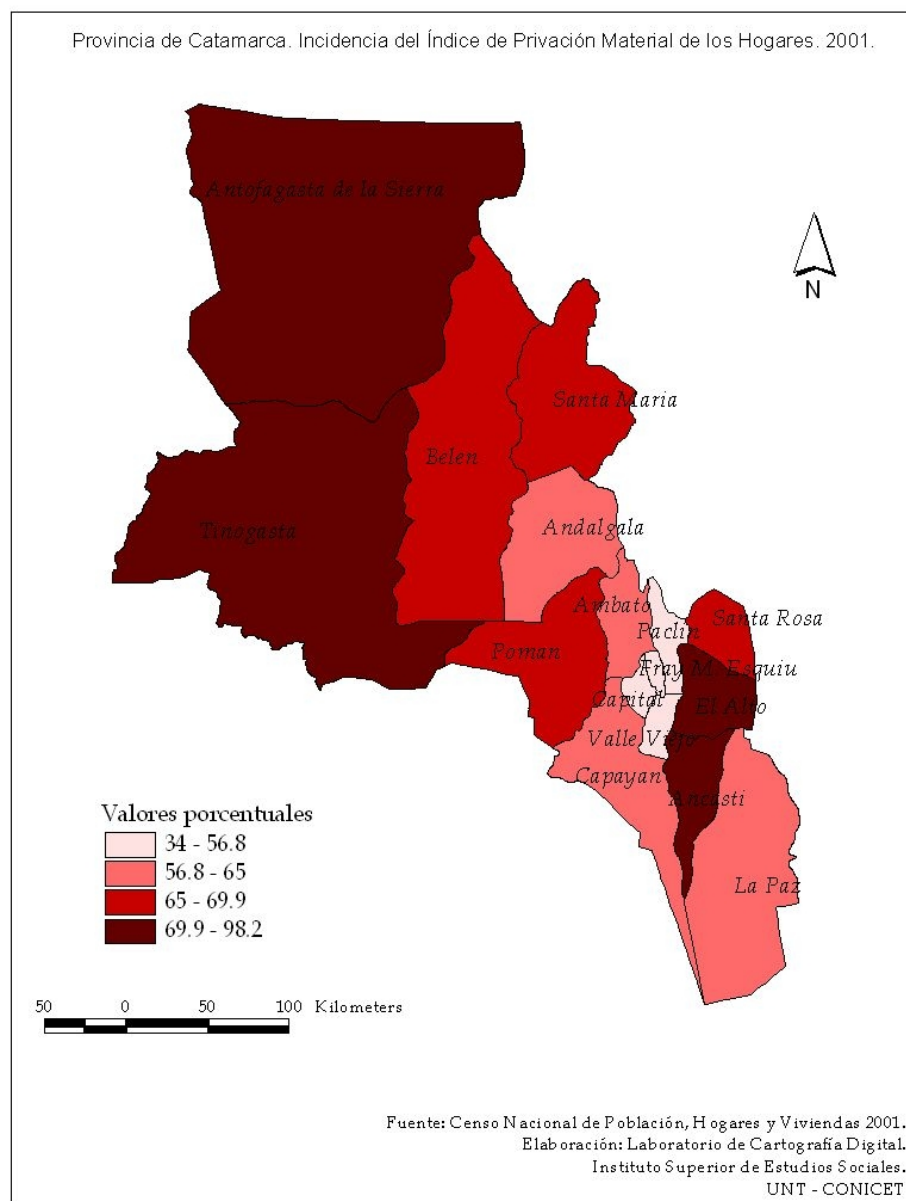 Provincia de Catamarca. Incidencia del Índice de Privación Material de los Hogares. 2001.
Antofagasta de la Sierra
N
Santa Maria
Belen
Tinogasta
Andalgala
Ambato
Santa Rosa
Paclin
Poman
Fray M. Esquiu
Capital
El Alto
Valle Viejo
Capayan
Ancasti
La Paz
Valores porcentuales
34 - 56.8
56.8 - 65
65 - 69.9
69.9 - 98.2
50 0 50 100 Kilometers
Fuente: Censo Nacional de Población, Hogares y Viviendas 2001.
Elaboración: Laboratorio de Cartografía Digital.
Instituto Superior de Estudios Sociales.
UNT - CONICET